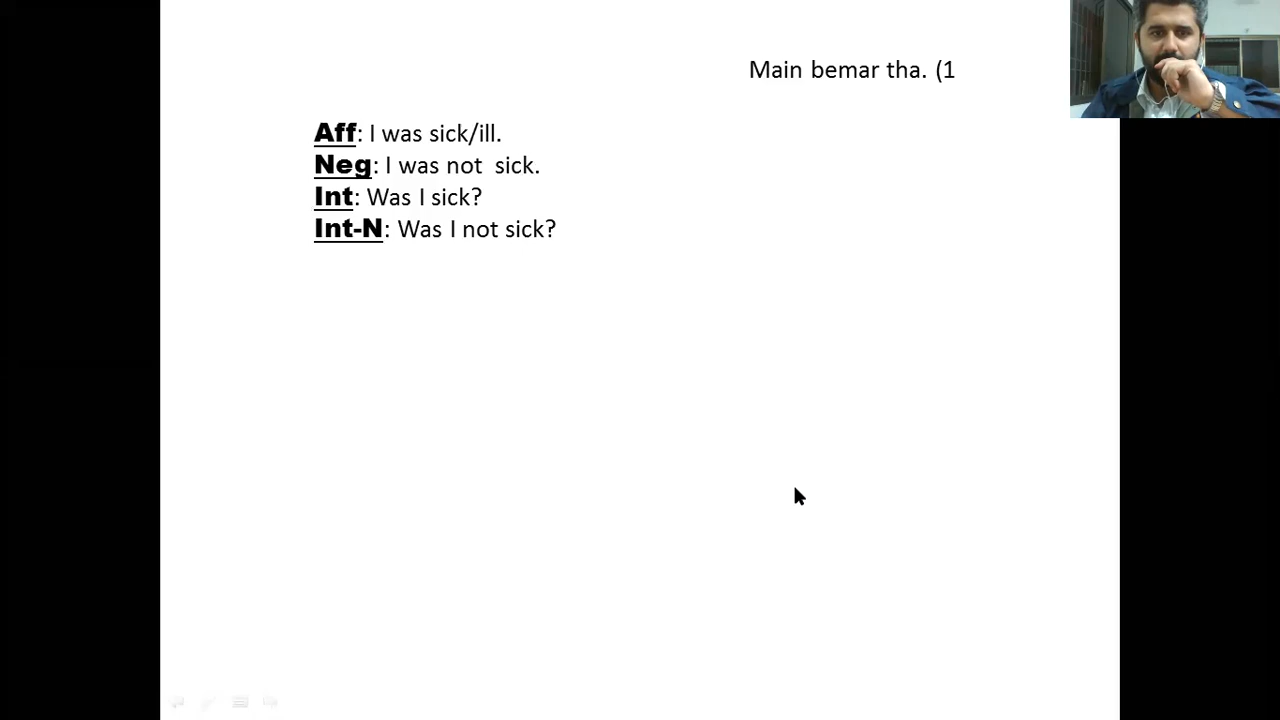 Main bemar tha. (1
Aff: I was sick/ill.
Neg: I was not  sick.
Int: Was I sick?
Int-N: Was I not sick?